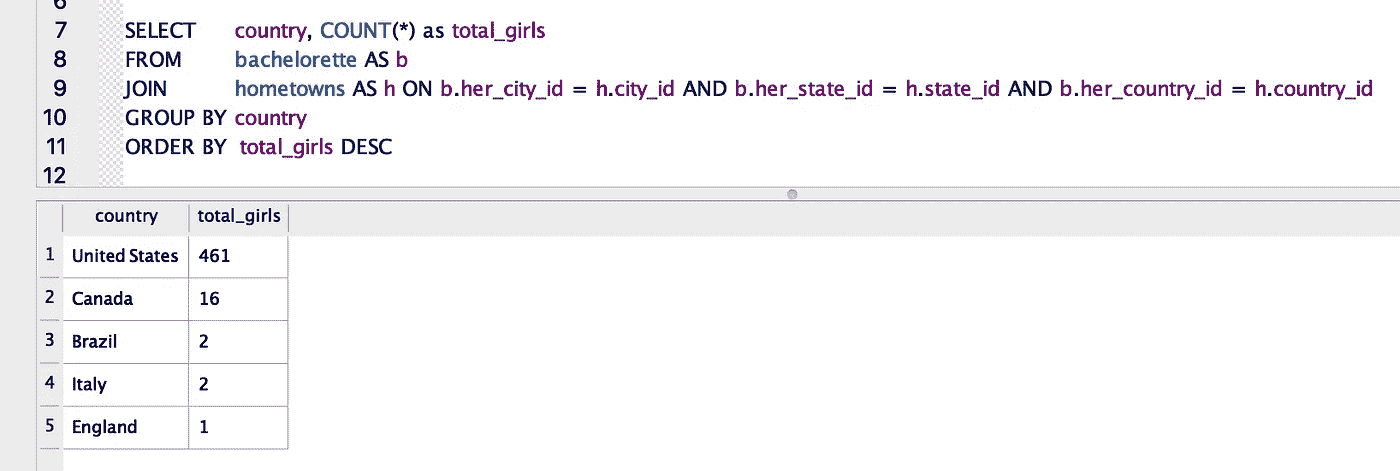 6
7 SELECT country, COUNT(*) as total_girls
8 FROM bachelorette AS b
9 JOIN hometowns AS h ON b.her_city_id = h.city_id AND b.her_state_id = h.state_id AND b.her_country_id = h.country_id
10 GROUP BY country
11 ORDER BY total_girls DESC
12
country total_girls
1 United States 461
2 Canada 16
3 Brazil 2
4 Italy 2
5 England 1